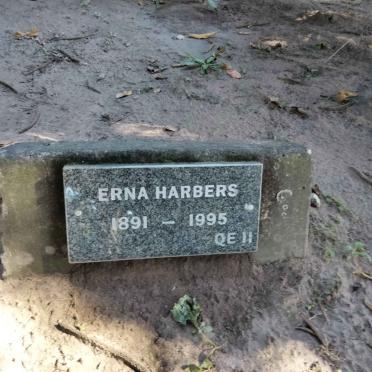 ERNA HARBERS
1891 – 1995
QE II